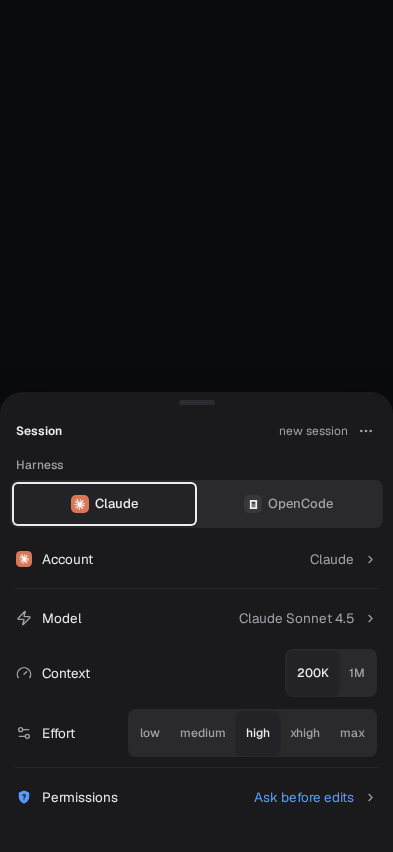 Session new session
Harness
Claude OpenCode
Account Claude
Model Claude Sonnet 4.5
Context 200K 1M
Effort low medium high xhigh max
Permissions Ask before edits